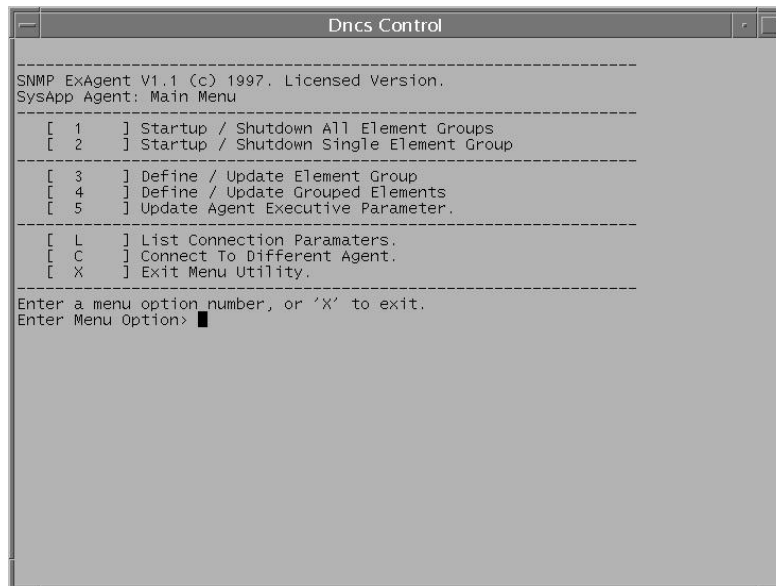 Dncs Control
--------------------------------------------------------------------
SNMP ExAgent V1.1 (c) 1997. Licensed Version.
SysApp Agent: Main Menu
--------------------------------------------------------------------
[ 1 ] Startup / Shutdown All Element Groups
[ 2 ] Startup / Shutdown Single Element Group
--------------------------------------------------------------------
[ 3 ] Define / Update Element Group
[ 4 ] Define / Update Grouped Elements
[ 5 ] Update Agent Executive Parameter.
--------------------------------------------------------------------
[ L ] List Connection Paramaters.
[ C ] Connect To Different Agent.
[ X ] Exit Menu Utility.
--------------------------------------------------------------------
Enter a menu option number, or 'X' to exit.
Enter Menu Option>